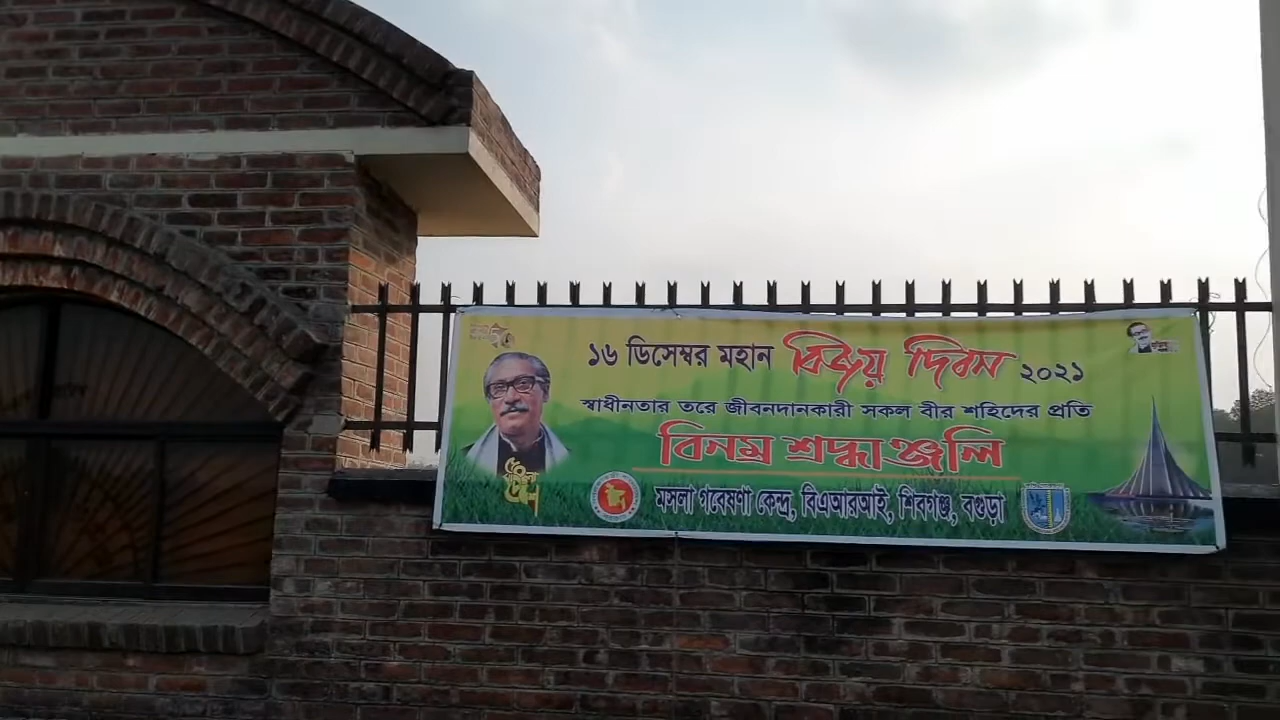 ১৬ ডিসেম্বর মহান বিজয় দিবস ২০২১
স্বাধীনতার তরে জীবনদানকারী সকল বীর শহিদের প্রতি
বিনম্র শ্রদ্ধাঞ্জলি
মসলা গবেষণা কেন্দ্র, বিএআরআই, শিবগঞ্জ, বগুড়া